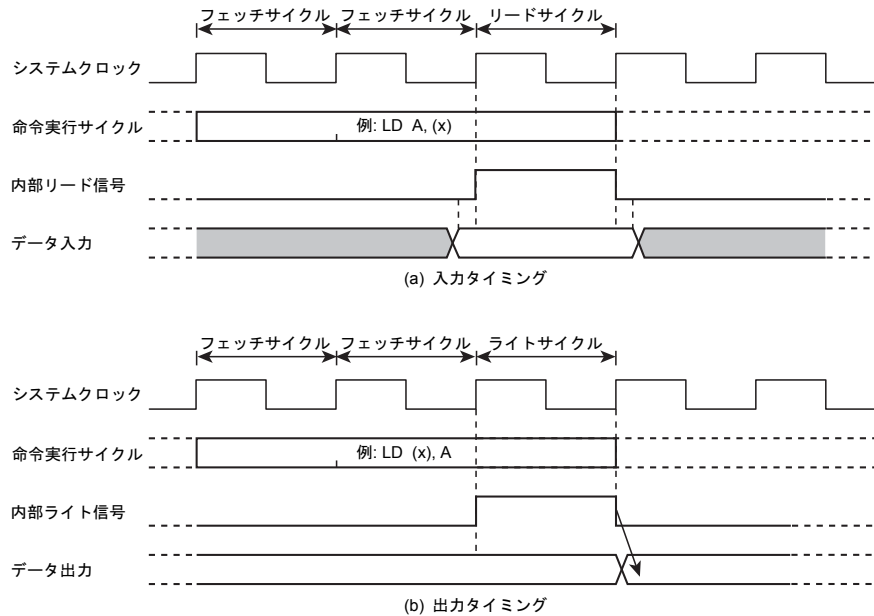 フェッチサイクル フェッチサイクル リードサイクル
システムクロック
命令実行サイクル 例: LD A, (x)
内部リード信号
データ入力
(a) 入力タイミング
フェッチサイクル フェッチサイクル ライトサイクル
システムクロック
命令実行サイクル 例: LD (x), A
内部ライト信号
データ出力
(b) 出力タイミング